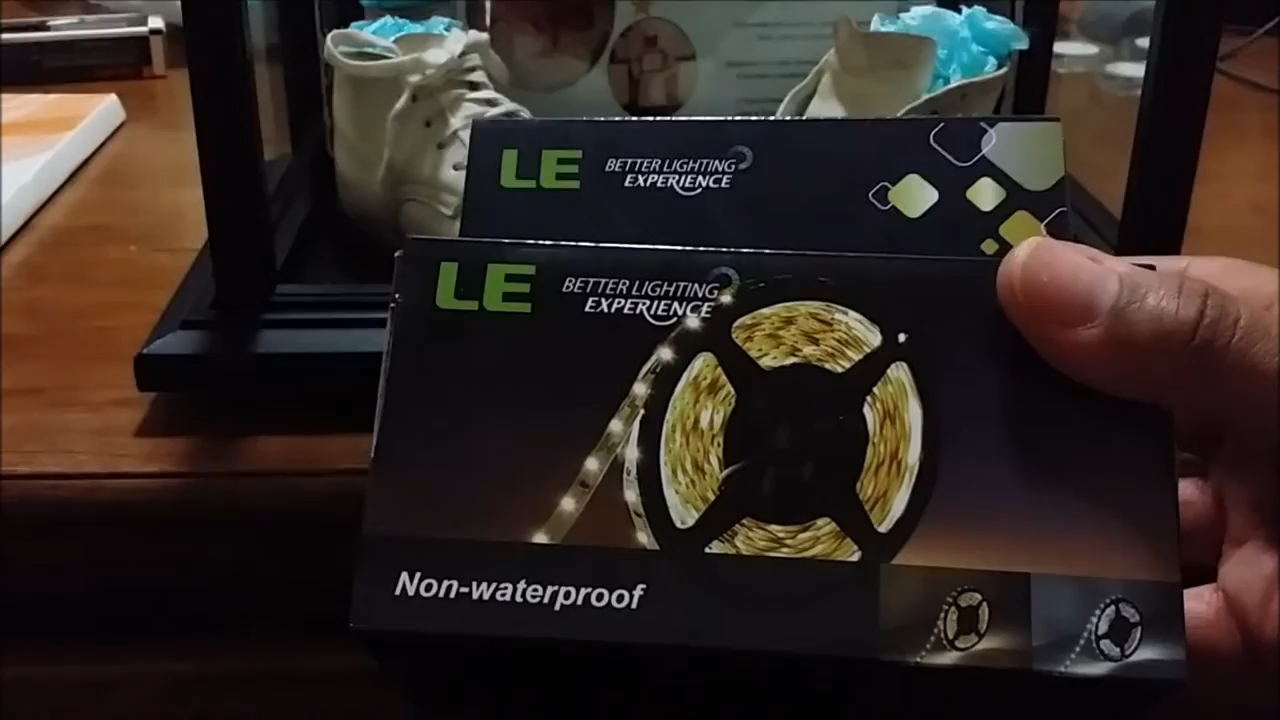 LE BETTER LIGHTING
EXPERIENCE
LE BETTER LIGHTING
EXPERIENCE
Non-waterproof